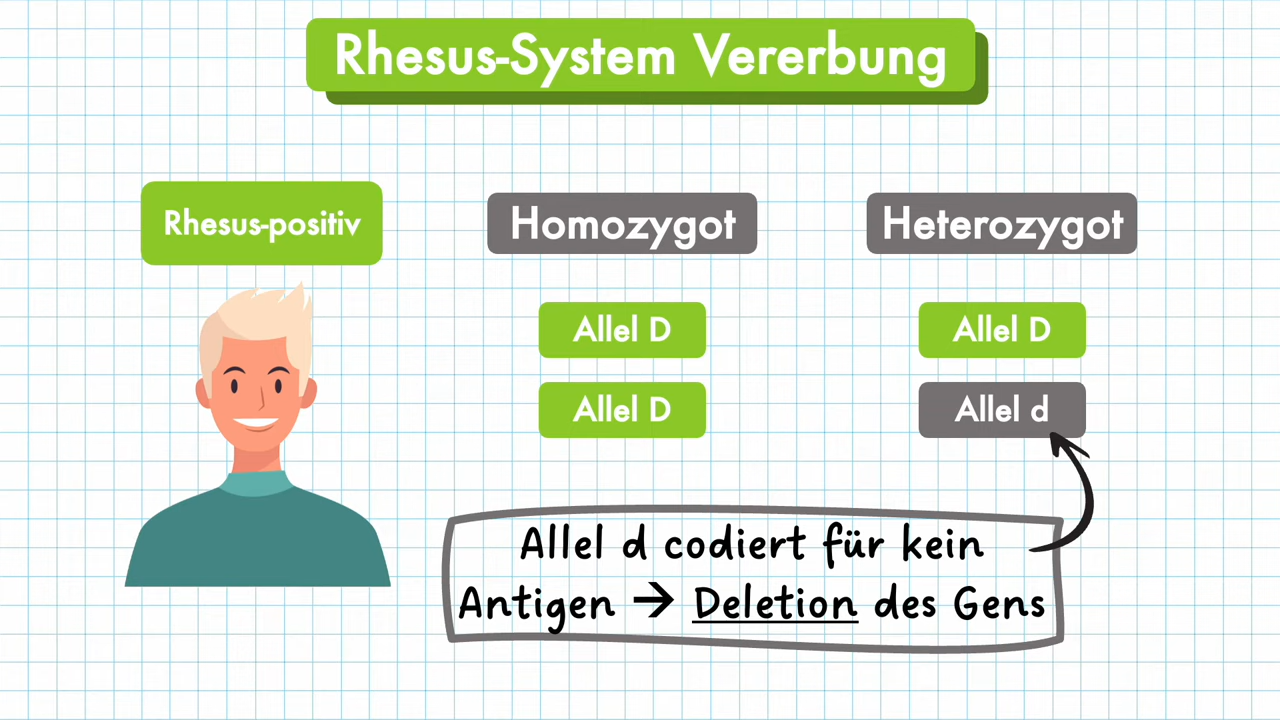 Rhesus-System Vererbung
Rhesus-positiv
Homozygot
Heterozygot
Allel D
Allel D
Allel D
Allel d
Allel d codiert für kein
Antigen → Deletion des Gens